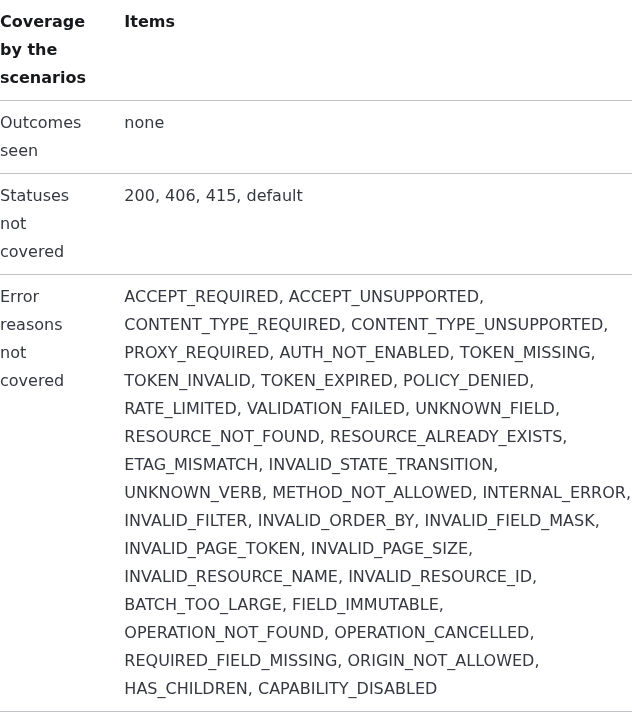 Coverage by the scenarios
Items
Outcomes seen
none
Statuses not covered
200, 406, 415, default
Error reasons not covered
ACCEPT_REQUIRED, ACCEPT_UNSUPPORTED,
CONTENT_TYPE_REQUIRED, CONTENT_TYPE_UNSUPPORTED,
PROXY_REQUIRED, AUTH_NOT_ENABLED, TOKEN_MISSING,
TOKEN_INVALID, TOKEN_EXPIRED, POLICY_DENIED,
RATE_LIMITED, VALIDATION_FAILED, UNKNOWN_FIELD,
RESOURCE_NOT_FOUND, RESOURCE_ALREADY_EXISTS,
ETAG_MISMATCH, INVALID_STATE_TRANSITION,
UNKNOWN_VERB, METHOD_NOT_ALLOWED, INTERNAL_ERROR,
INVALID_FILTER, INVALID_ORDER_BY, INVALID_FIELD_MASK,
INVALID_PAGE_TOKEN, INVALID_PAGE_SIZE,
INVALID_RESOURCE_NAME, INVALID_RESOURCE_ID,
BATCH_TOO_LARGE, FIELD_IMMUTABLE,
OPERATION_NOT_FOUND, OPERATION_CANCELLED,
REQUIRED_FIELD_MISSING, ORIGIN_NOT_ALLOWED,
HAS_CHILDREN, CAPABILITY_DISABLED